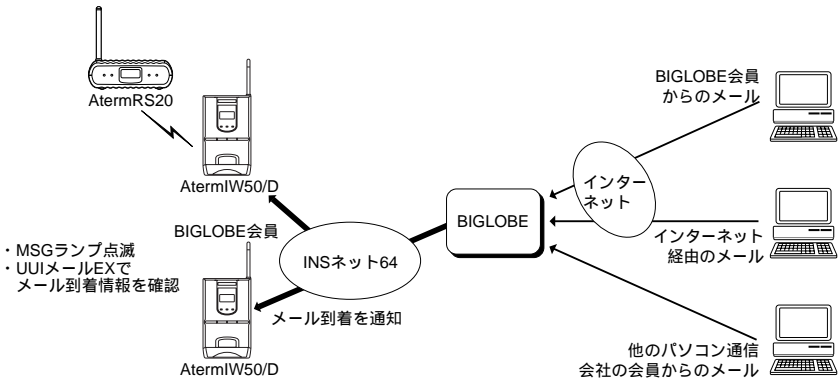 AtermRS20
AtermIW50/D
BIGLOBE会員
・MSGランプ点滅
・UUIメールEXで
メール到着情報を確認
AtermIW50/D
INSネット64
メール到着を通知
BIGLOBE
インター
ネット
BIGLOBE会員
からのメール
インターネット
経由のメール
他のパソコン通信
会社の会員からのメール